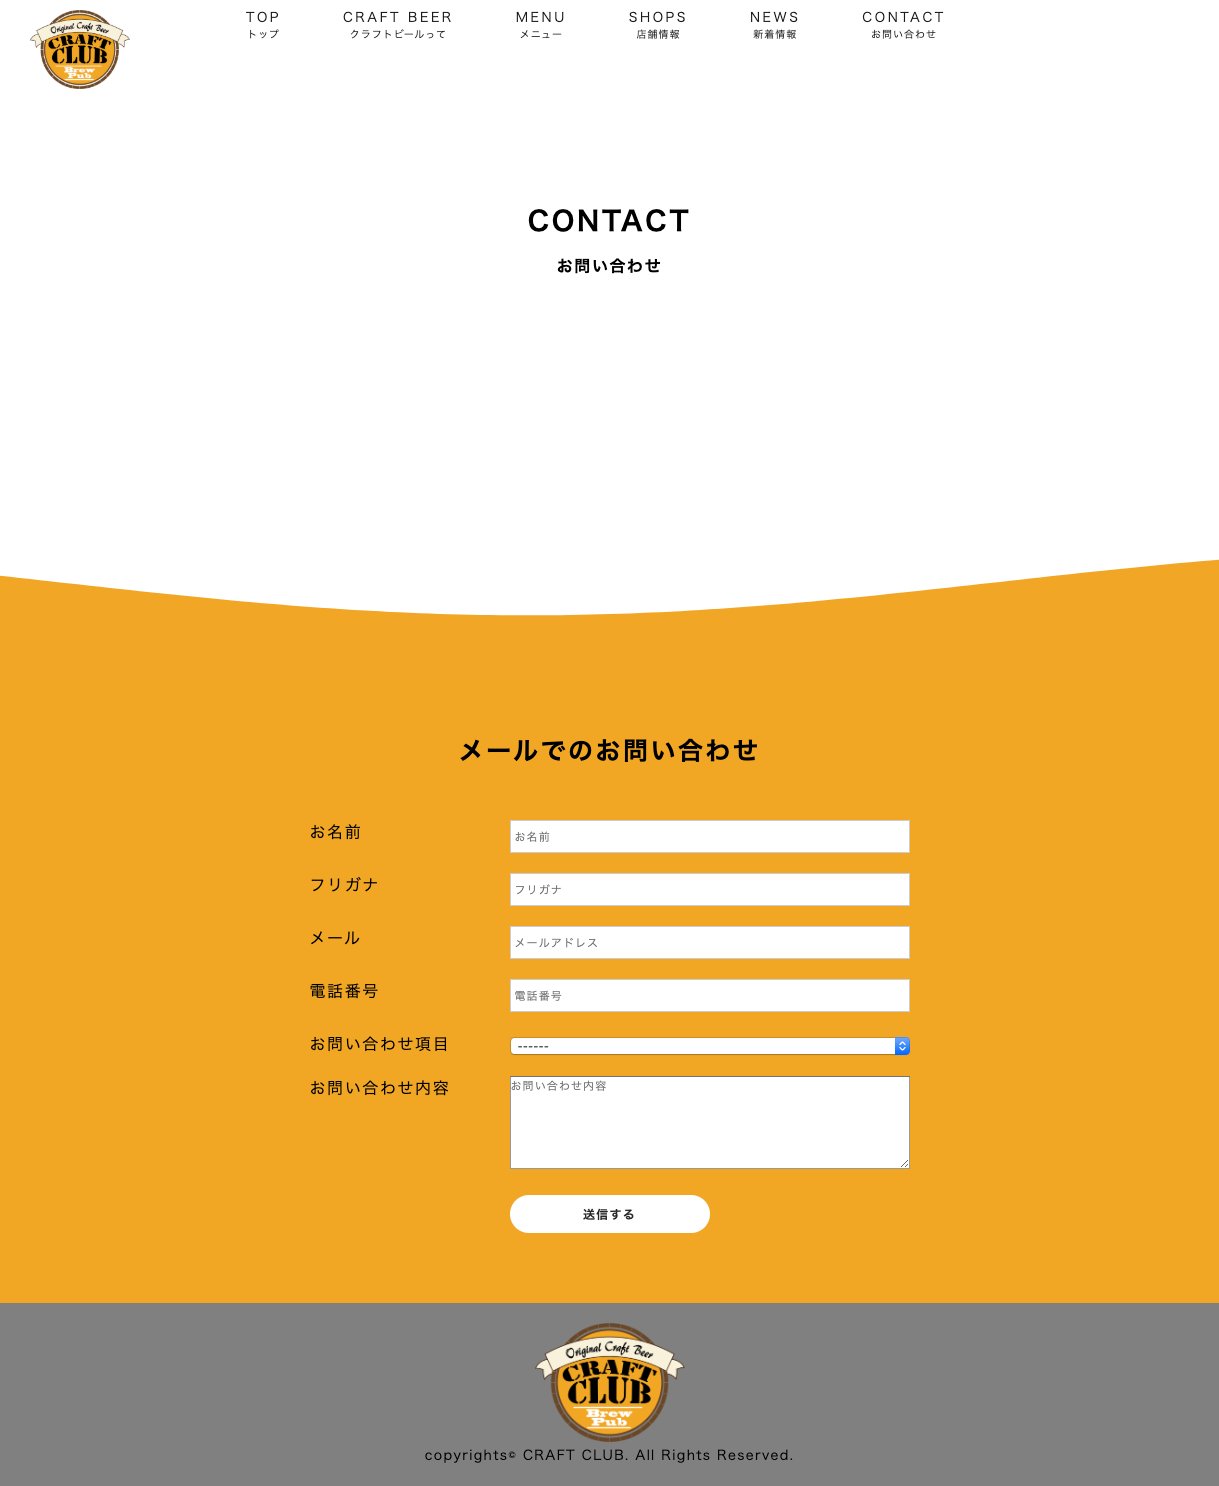 Original Craft Beer
CRAFT
CLUB
Brew
Pub
TOP
トップ
CRAFT BEER
クラフトビールって
MENU
メニュー
SHOPS
店舗情報
NEWS
新着情報
CONTACT
お問い合わせ
CONTACT
お問い合わせ
メールでのお問い合わせ
お名前
お名前
フリガナ
フリガナ
メール
メールアドレス
電話番号
電話番号
お問い合わせ項目
------
お問い合わせ内容
お問い合わせ内容
送信する
Original Craft Beer
CRAFT
CLUB
Brew
Pub
copyrights© CRAFT CLUB. All Rights Reserved.